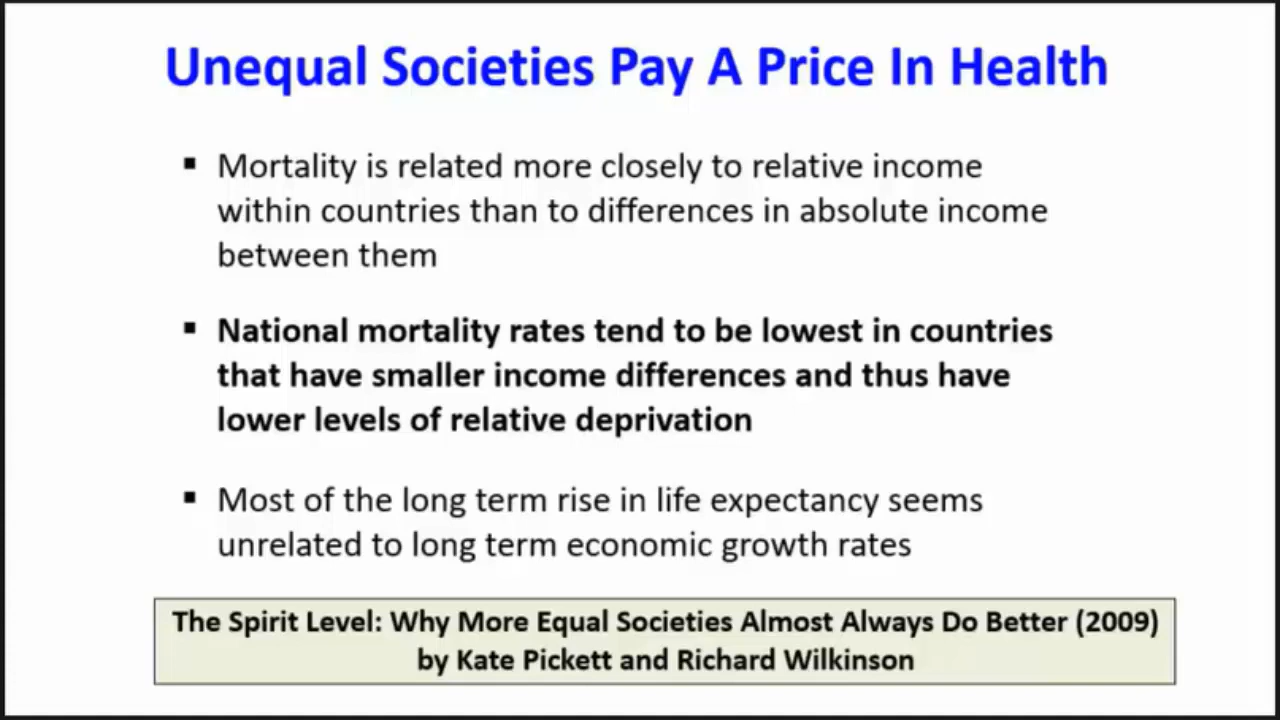 Unequal Societies Pay A Price In Health
▪ Mortality is related more closely to relative income
within countries than to differences in absolute income
between them
▪ National mortality rates tend to be lowest in countries
that have smaller income differences and thus have
lower levels of relative deprivation
▪ Most of the long term rise in life expectancy seems
unrelated to long term economic growth rates
The Spirit Level: Why More Equal Societies Almost Always Do Better (2009)
by Kate Pickett and Richard Wilkinson